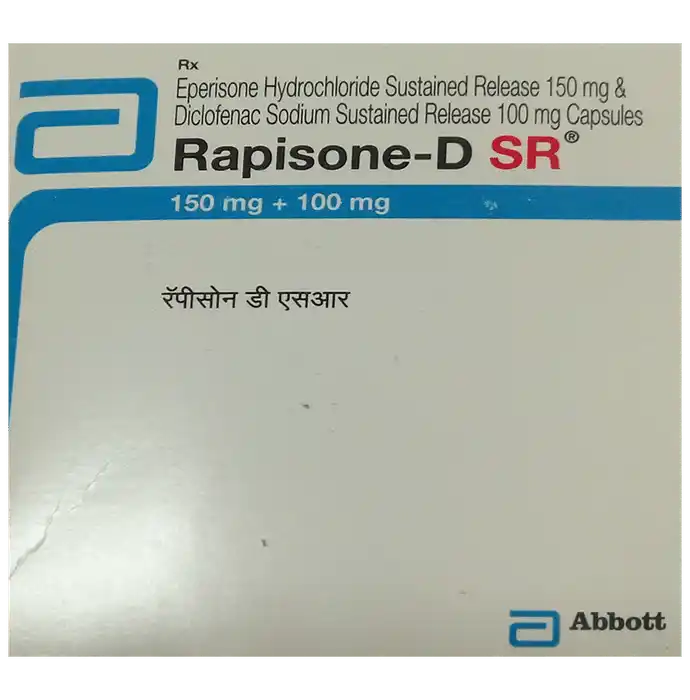 Rx
Eperisone Hydrochloride Sustained Release 150 mg &
Diclofenac Sodium Sustained Release 100 mg Capsules
Rapisone-D SR®
150 mg + 100 mg
रॅपीसोन डी एसआर
Abbott